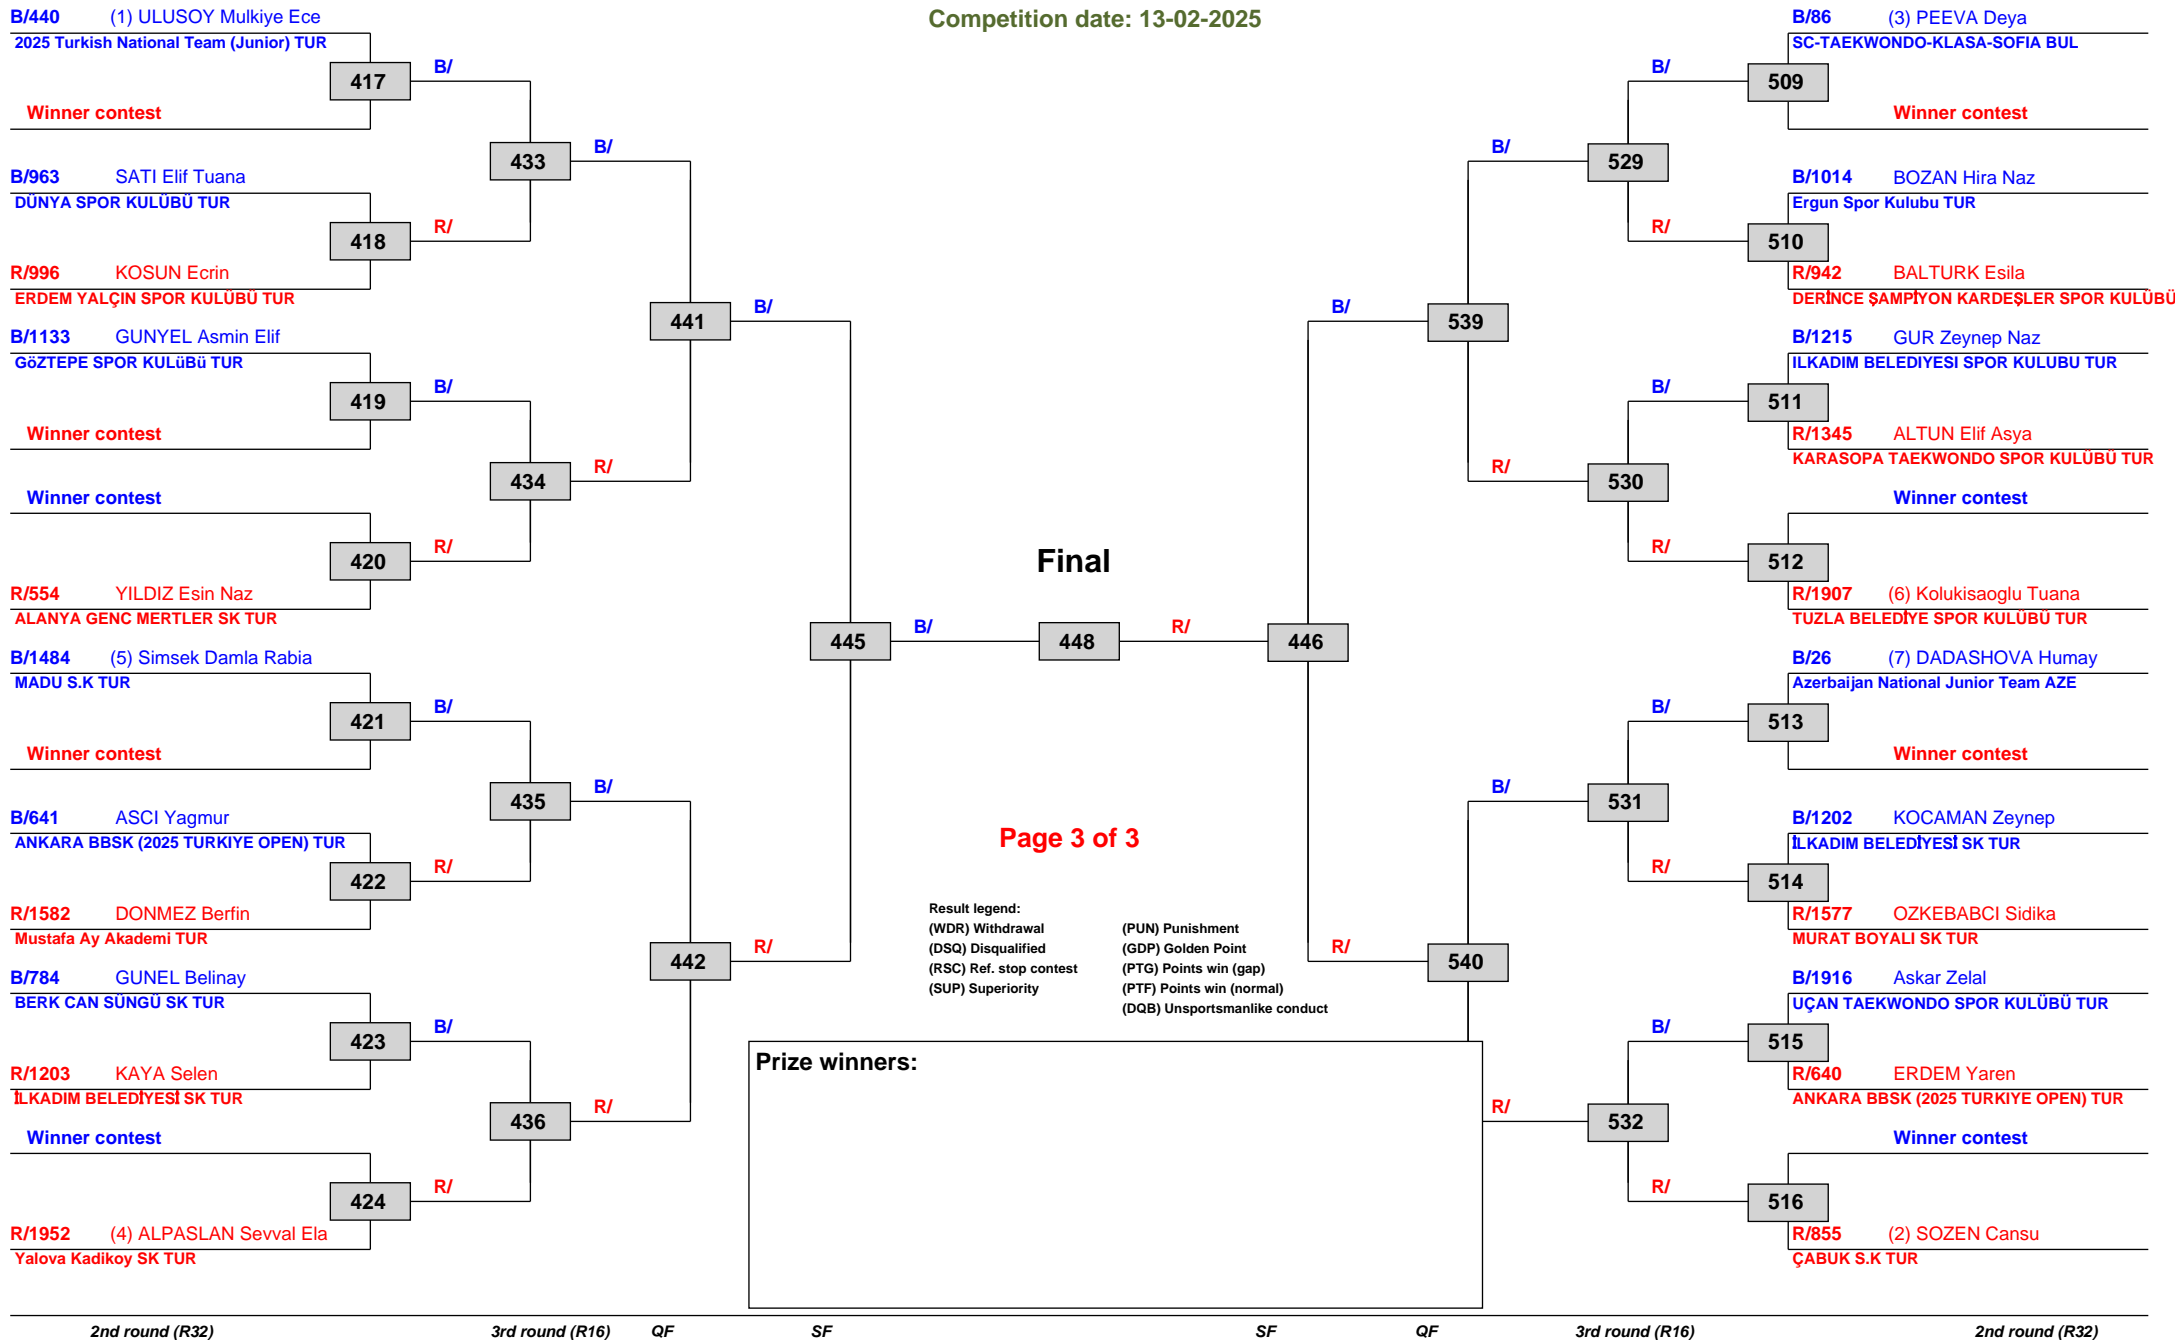 Competition date: 13-02-2025
B/440 (1) ULUSOY Mulkiye Ece
2025 Turkish National Team (Junior) TUR
417
B/
Winner contest
433
B/
B/963 SATI Elif Tuana
DÜNYA SPOR KULÜBÜ TUR
418
R/
R/996 KOSUN Ecrin
ERDEM YALÇIN SPOR KULÜBÜ TUR
441
B/
B/1133 GUNYEL Asmin Elif
GöZTEPE SPOR KULüBü TUR
419
B/
Winner contest
434
R/
Winner contest
420
R/
R/554 YILDIZ Esin Naz
ALANYA GENC MERTLER SK TUR
445
B/
B/1484 (5) Simsek Damla Rabia
MADU S.K TUR
421
B/
Winner contest
435
B/
B/641 ASCI Yagmur
ANKARA BBSK (2025 TURKIYE OPEN) TUR
422
R/
R/1582 DONMEZ Berfin
Mustafa Ay Akademi TUR
442
R/
B/784 GUNEL Belinay
BERK CAN SÜNGÜ SK TUR
423
B/
R/1203 KAYA Selen
İLKADIM BELEDİYESİ SK TUR
436
R/
Winner contest
424
R/
R/1952 (4) ALPASLAN Sevval Ela
Yalova Kadikoy SK TUR
Final
448
R/
446
Page 3 of 3
Result legend:
(WDR) Withdrawal (PUN) Punishment
(DSQ) Disqualified (GDP) Golden Point
(RSC) Ref. stop contest (PTG) Points win (gap)
(SUP) Superiority (PTF) Points win (normal)
(DQB) Unsportsmanlike conduct
Prize winners:
B/86 (3) PEEVA Deya
SC-TAEKWONDO-KLASA-SOFIA BUL
B/
509
Winner contest
B/
529
B/1014 BOZAN Hira Naz
Ergun Spor Kulubu TUR
R/
510
R/942 BALTURK Esila
DERİNCE ŞAMPİYON KARDEŞLER SPOR KULÜBÜ
B/
539
B/1215 GUR Zeynep Naz
ILKADIM BELEDIYESI SPOR KULUBU TUR
B/
511
R/1345 ALTUN Elif Asya
KARASOPA TAEKWONDO SPOR KULÜBÜ TUR
R/
530
Winner contest
R/
512
R/1907 (6) Kolukisaoglu Tuana
TUZLA BELEDİYE SPOR KULÜBÜ TUR
B/26 (7) DADASHOVA Humay
Azerbaijan National Junior Team AZE
B/
513
Winner contest
B/
531
B/1202 KOCAMAN Zeynep
İLKADIM BELEDİYESİ SK TUR
R/
514
R/1577 OZKEBABCI Sidika
MURAT BOYALI SK TUR
R/
540
B/1916 Askar Zelal
UÇAN TAEKWONDO SPOR KULÜBÜ TUR
B/
515
R/640 ERDEM Yaren
ANKARA BBSK (2025 TURKIYE OPEN) TUR
R/
532
Winner contest
R/
516
R/855 (2) SOZEN Cansu
ÇABUK S.K TUR
2nd round (R32) 3rd round (R16) QF SF SF QF 3rd round (R16) 2nd round (R32)